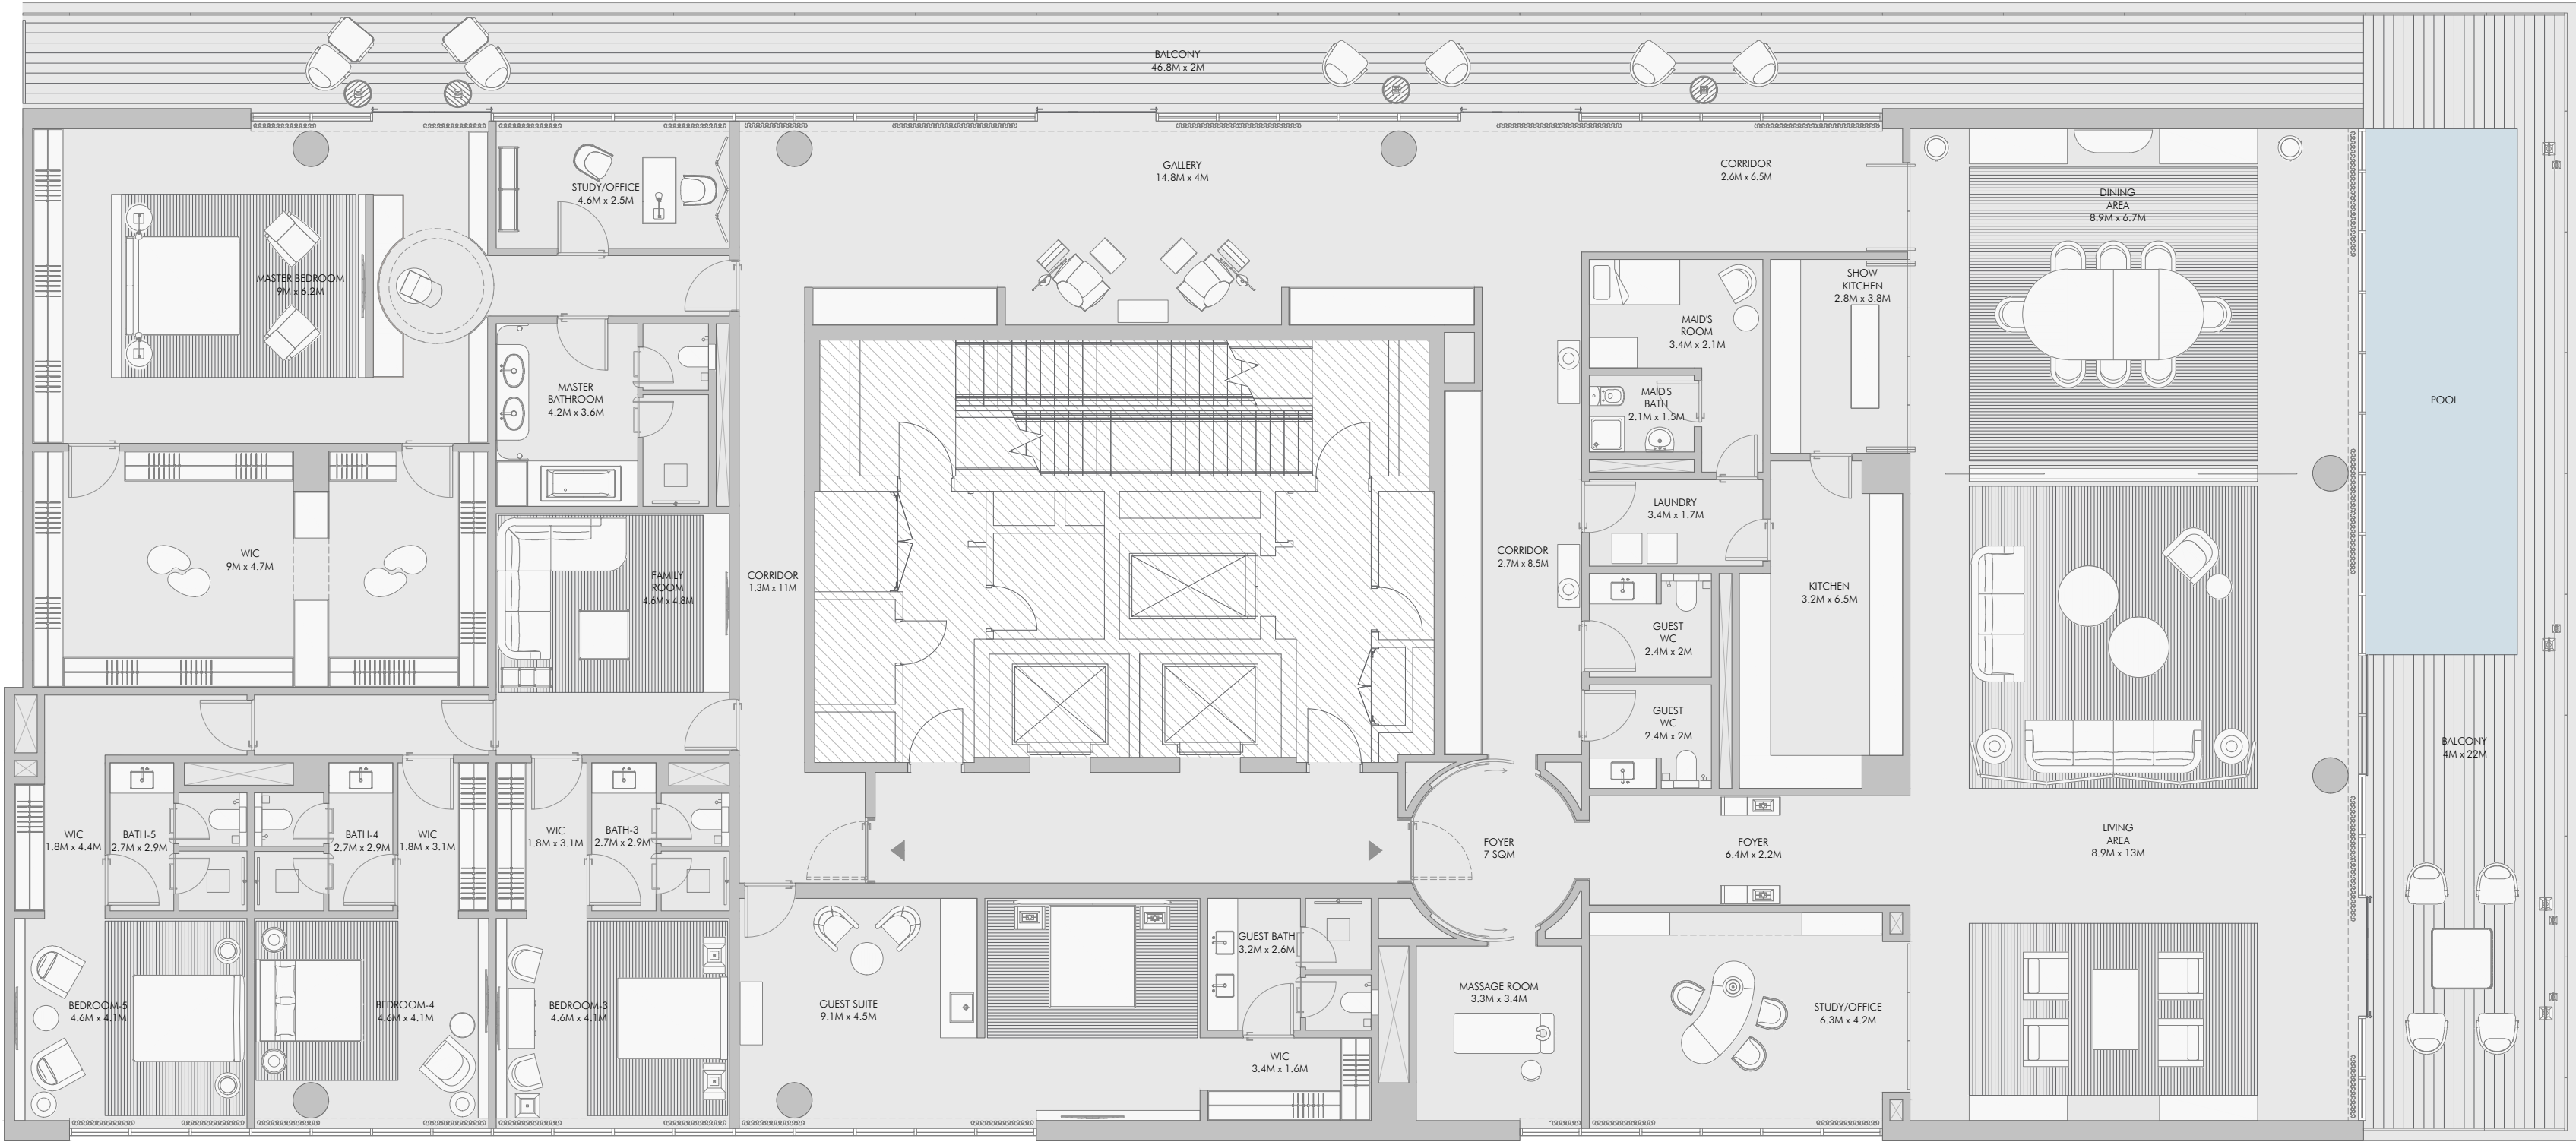 BALCONY
46.8M x 2M
GALLERY
14.8M x 4M
CORRIDOR
2.6M x 6.5M
STUDY/OFFICE
4.6M x 2.5M
DINING
AREA
8.9M x 6.7M
MASTER BEDROOM
9M x 6.2M
SHOW
KITCHEN
2.8M x 3.8M
MAID'S
ROOM
3.4M x 2.1M
MASTER
BATHROOM
4.2M x 3.6M
MAID'S
BATH
2.1M x 1.5M
POOL
LAUNDRY
3.4M x 1.7M
WIC
9M x 4.7M
FAMILY
ROOM
4.6M x 4.8M
CORRIDOR
1.3M x 11M
CORRIDOR
2.7M x 8.5M
KITCHEN
3.2M x 6.5M
GUEST
WC
2.4M x 2M
GUEST
WC
2.4M x 2M
BALCONY
4M x 22M
WIC
1.8M x 4.4M
BATH-5
2.7M x 2.9M
BATH-4
2.7M x 2.9M
WIC
1.8M x 3.1M
WIC
1.8M x 3.1M
BATH-3
2.7M x 2.9M
FOYER
7 SQM
FOYER
6.4M x 2.2M
LIVING
AREA
8.9M x 13M
BEDROOM-5
4.6M x 4.1M
BEDROOM-4
4.6M x 4.1M
BEDROOM-3
4.6M x 4.1M
GUEST SUITE
9.1M x 4.5M
GUEST BATH
3.2M x 2.6M
WIC
3.4M x 1.6M
MASSAGE ROOM
3.3M x 3.4M
STUDY/OFFICE
6.3M x 4.2M